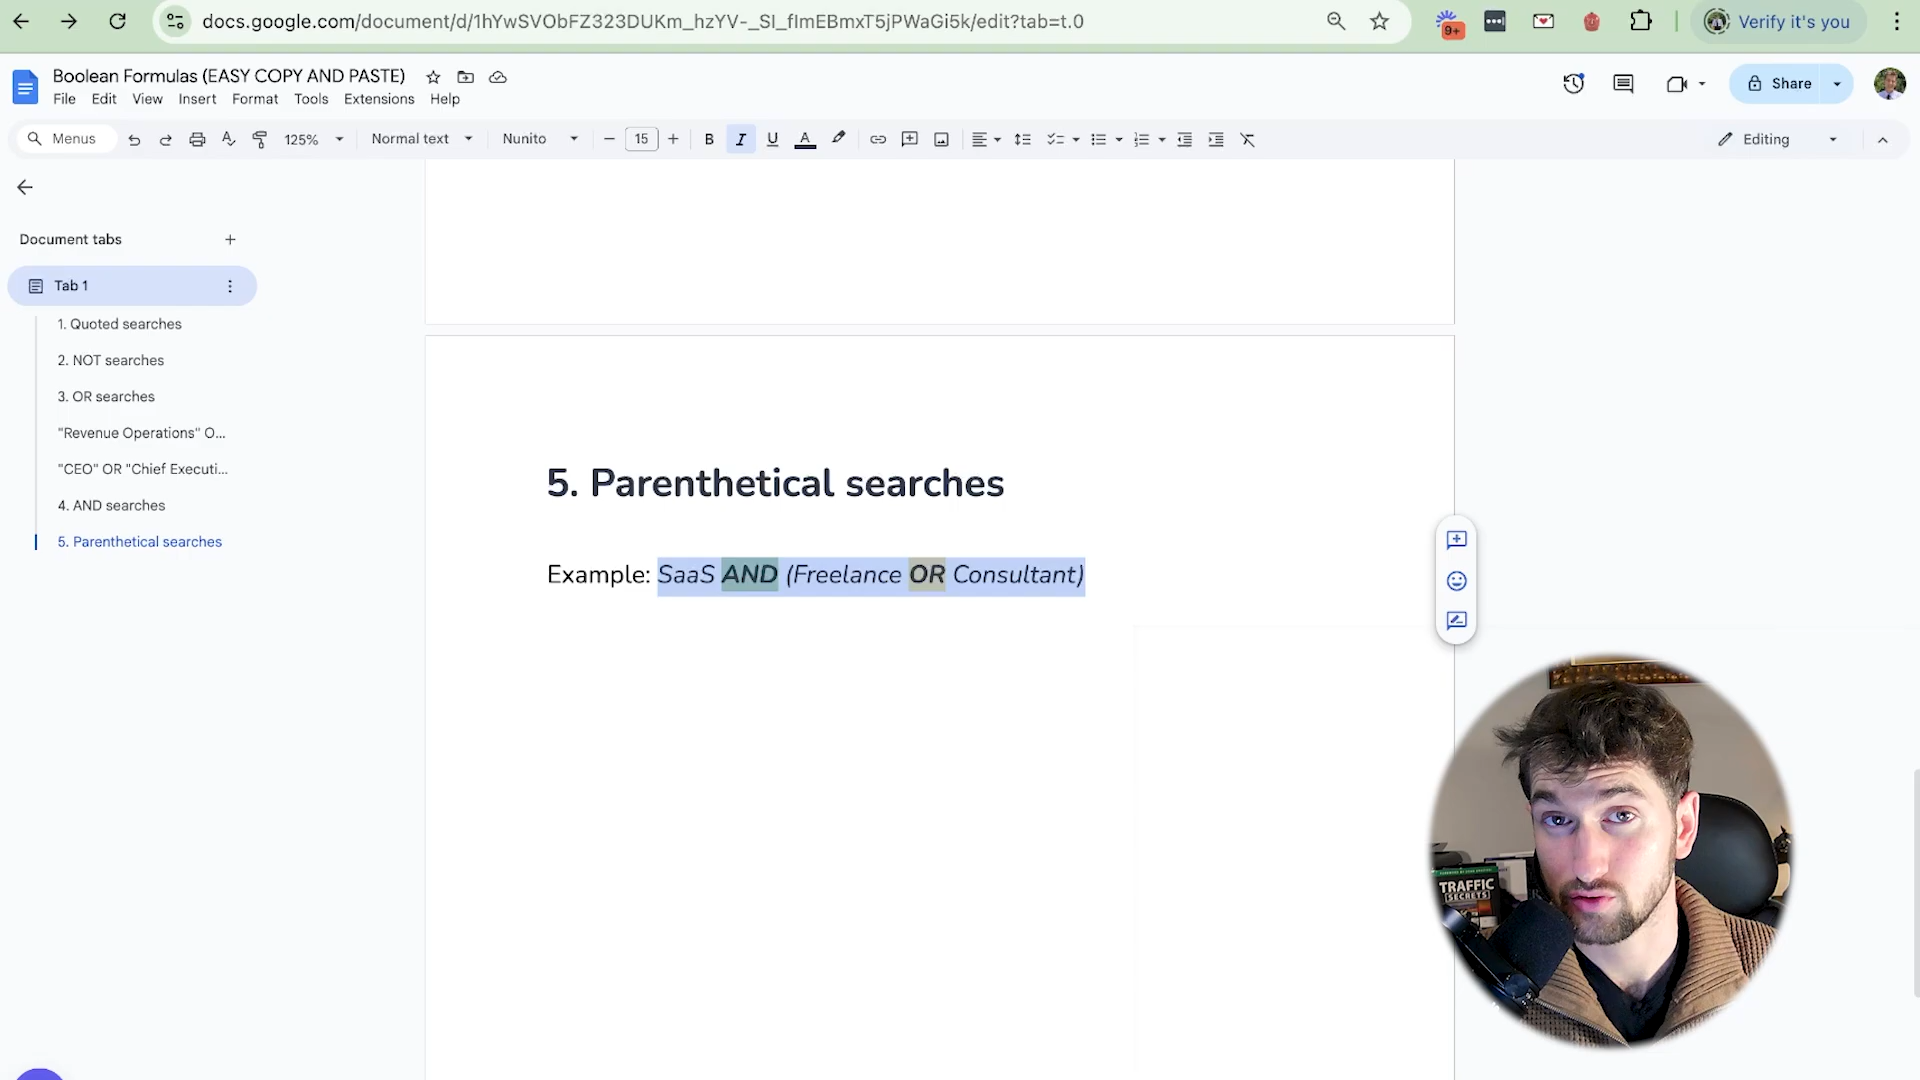 docs.google.com/document/d/1hYwSVObFZ323DUKm_hzYV-_SI_fImEBmxT5jPWaGi5k/edit?tab=t.0
9+
Verify it's you
Boolean Formulas (EASY COPY AND PASTE)
File Edit View Insert Format Tools Extensions Help
Share
Menus
125%
Normal text
Nunito
15
B I U A
Editing
Document tabs
Tab 1
1. Quoted searches
2. NOT searches
3. OR searches
"Revenue Operations" O...
"CEO" OR "Chief Executi...
4. AND searches
5. Parenthetical searches
5. Parenthetical searches
Example: SaaS AND (Freelance OR Consultant)
TRAFFIC
SECRETS